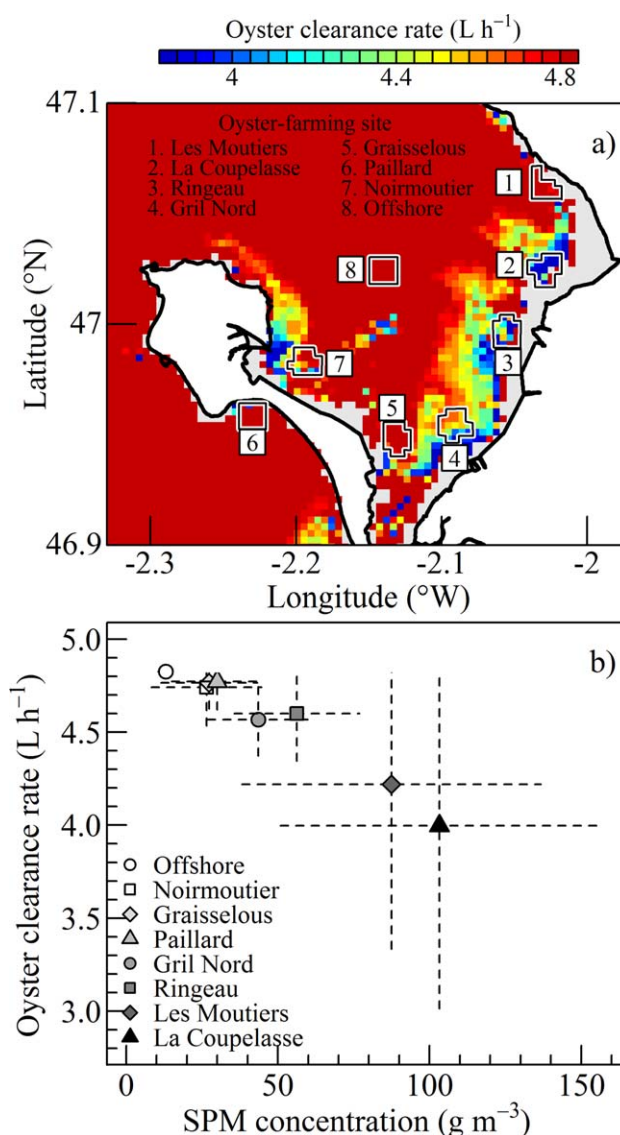 Oyster clearance rate (L h⁻¹)
4 4.4 4.8
47.1
Oyster-farming site
a)
1. Les Moutiers 5. Graisselous
2. La Coupelasse 6. Paillard
3. Ringeau 7. Noirmoutier
4. Gril Nord 8. Offshore
1
2
8
47
3
7
5
6
4
46.9
Latitude (°N)
-2.3 -2.2 -2.1 -2
Longitude (°W)
b)
5.0
4.5
4.0
3.5
3.0
Oyster clearance rate (L h⁻¹)
Offshore
Noirmoutier
Graisselous
Paillard
Gril Nord
Ringeau
Les Moutiers
La Coupelasse
0 50 100 150
SPM concentration (g m⁻³)